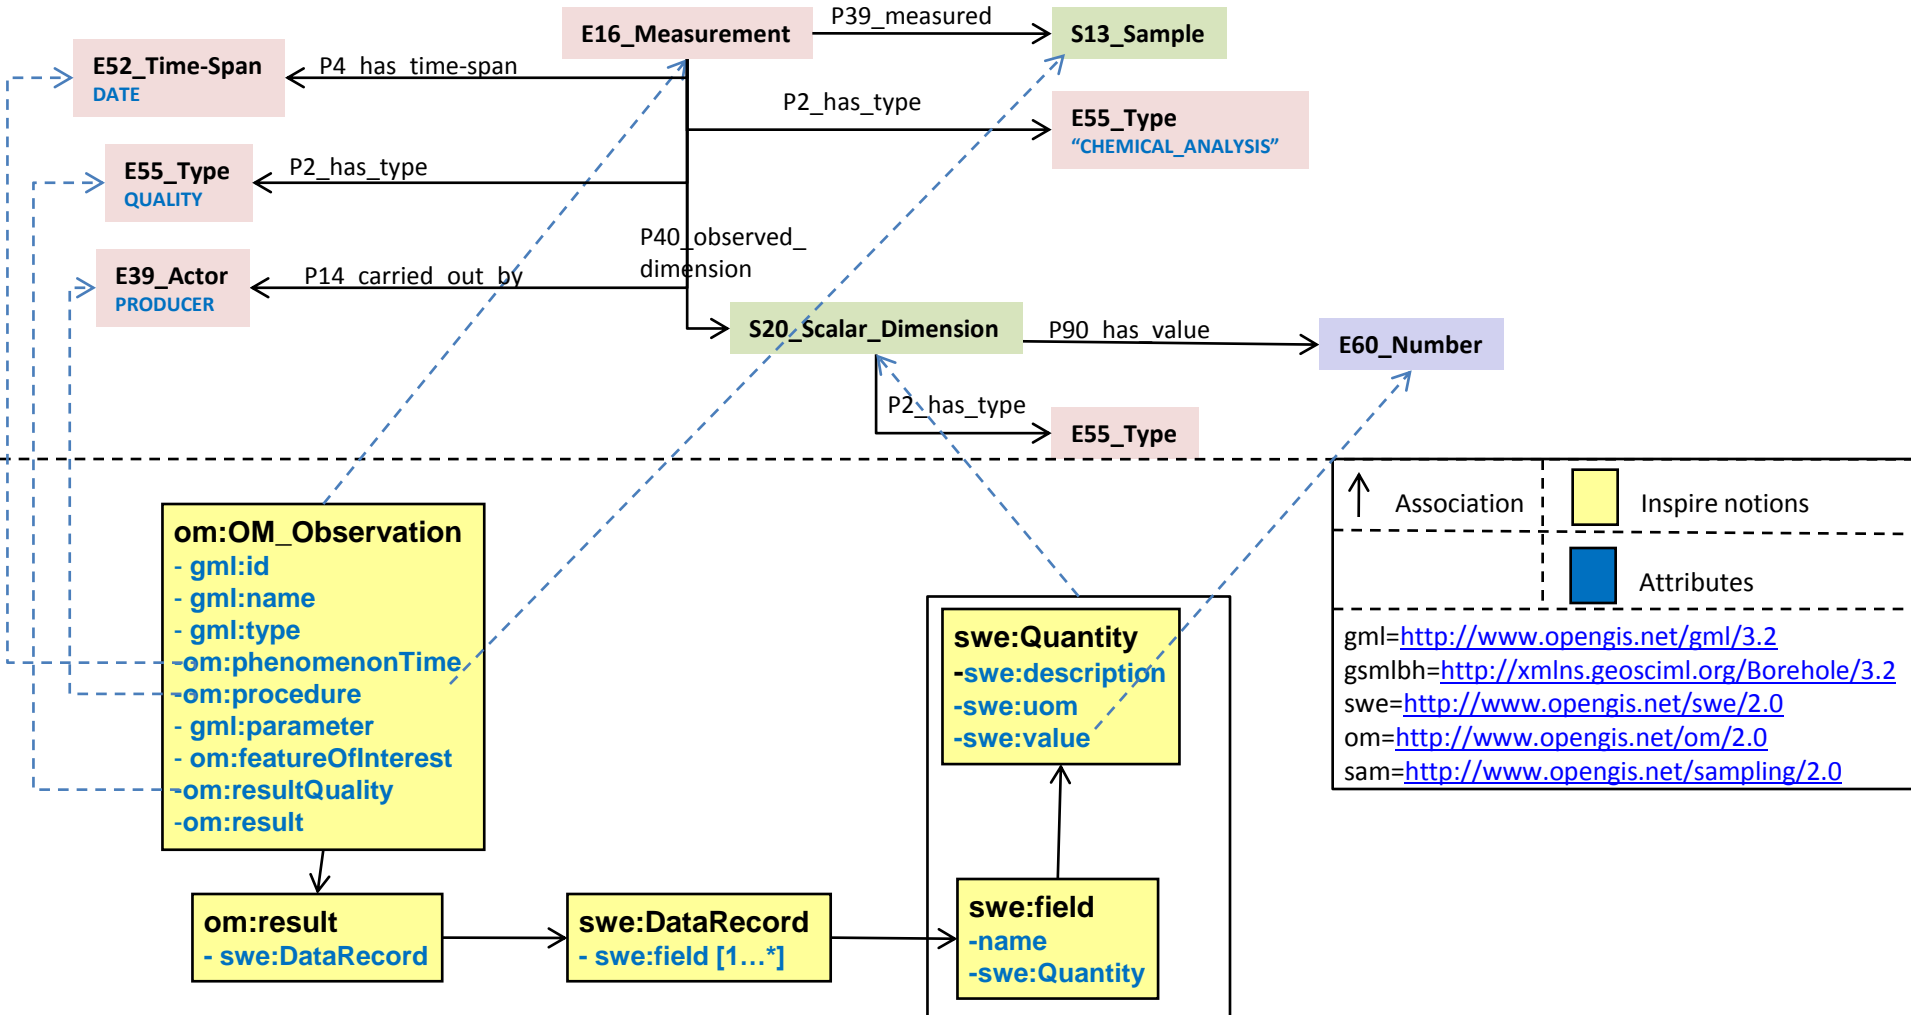 P39_measured
E16_Measurement
S13_Sample
E52_Time-Span
DATE
P4_has_time-span
P2_has_type
E55_Type
“CHEMICAL_ANALYSIS”
E55_Type
QUALITY
P2_has_type
P40_observed_
dimension
E39_Actor
PRODUCER
P14_carried_out_by
S20_Scalar_Dimension
P90_has_value
E60_Number
P2_has_type
E55_Type
om:OM_Observation
- gml:id
- gml:name
- gml:type
-om:phenomenonTime
-om:procedure
- gml:parameter
- om:featureOfInterest
-om:resultQuality
-om:result
om:result
- swe:DataRecord
swe:DataRecord
- swe:field [1…*]
swe:Quantity
-swe:description
-swe:uom
-swe:value
swe:field
-name
-swe:Quantity
Association
Inspire notions
Attributes
gml=http://www.opengis.net/gml/3.2
gsmlbh=http://xmlns.geosciml.org/Borehole/3.2
swe=http://www.opengis.net/swe/2.0
om=http://www.opengis.net/om/2.0
sam=http://www.opengis.net/sampling/2.0